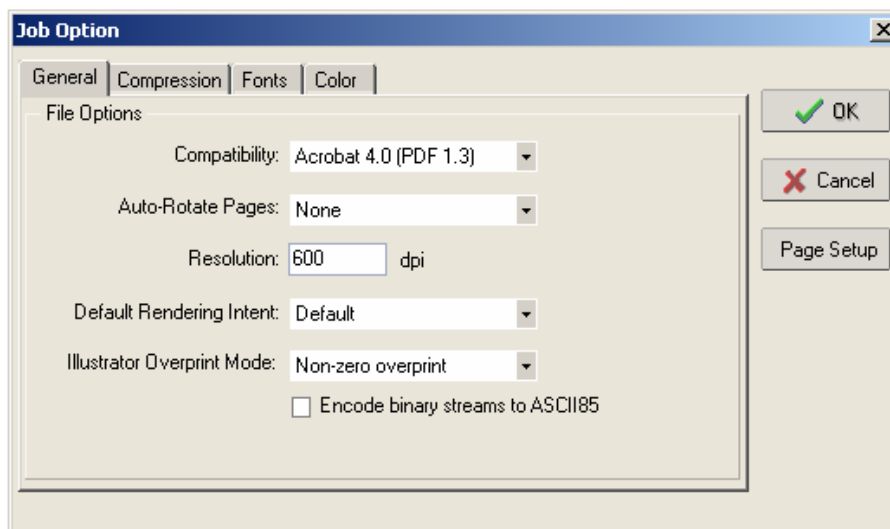 Job Option
General Compression Fonts Color
File Options
Compatibility: Acrobat 4.0 (PDF 1.3)
Auto-Rotate Pages: None
Resolution: 600 dpi
Default Rendering Intent: Default
Illustrator Overprint Mode: Non-zero overprint
Encode binary streams to ASCII85
OK
Cancel
Page Setup